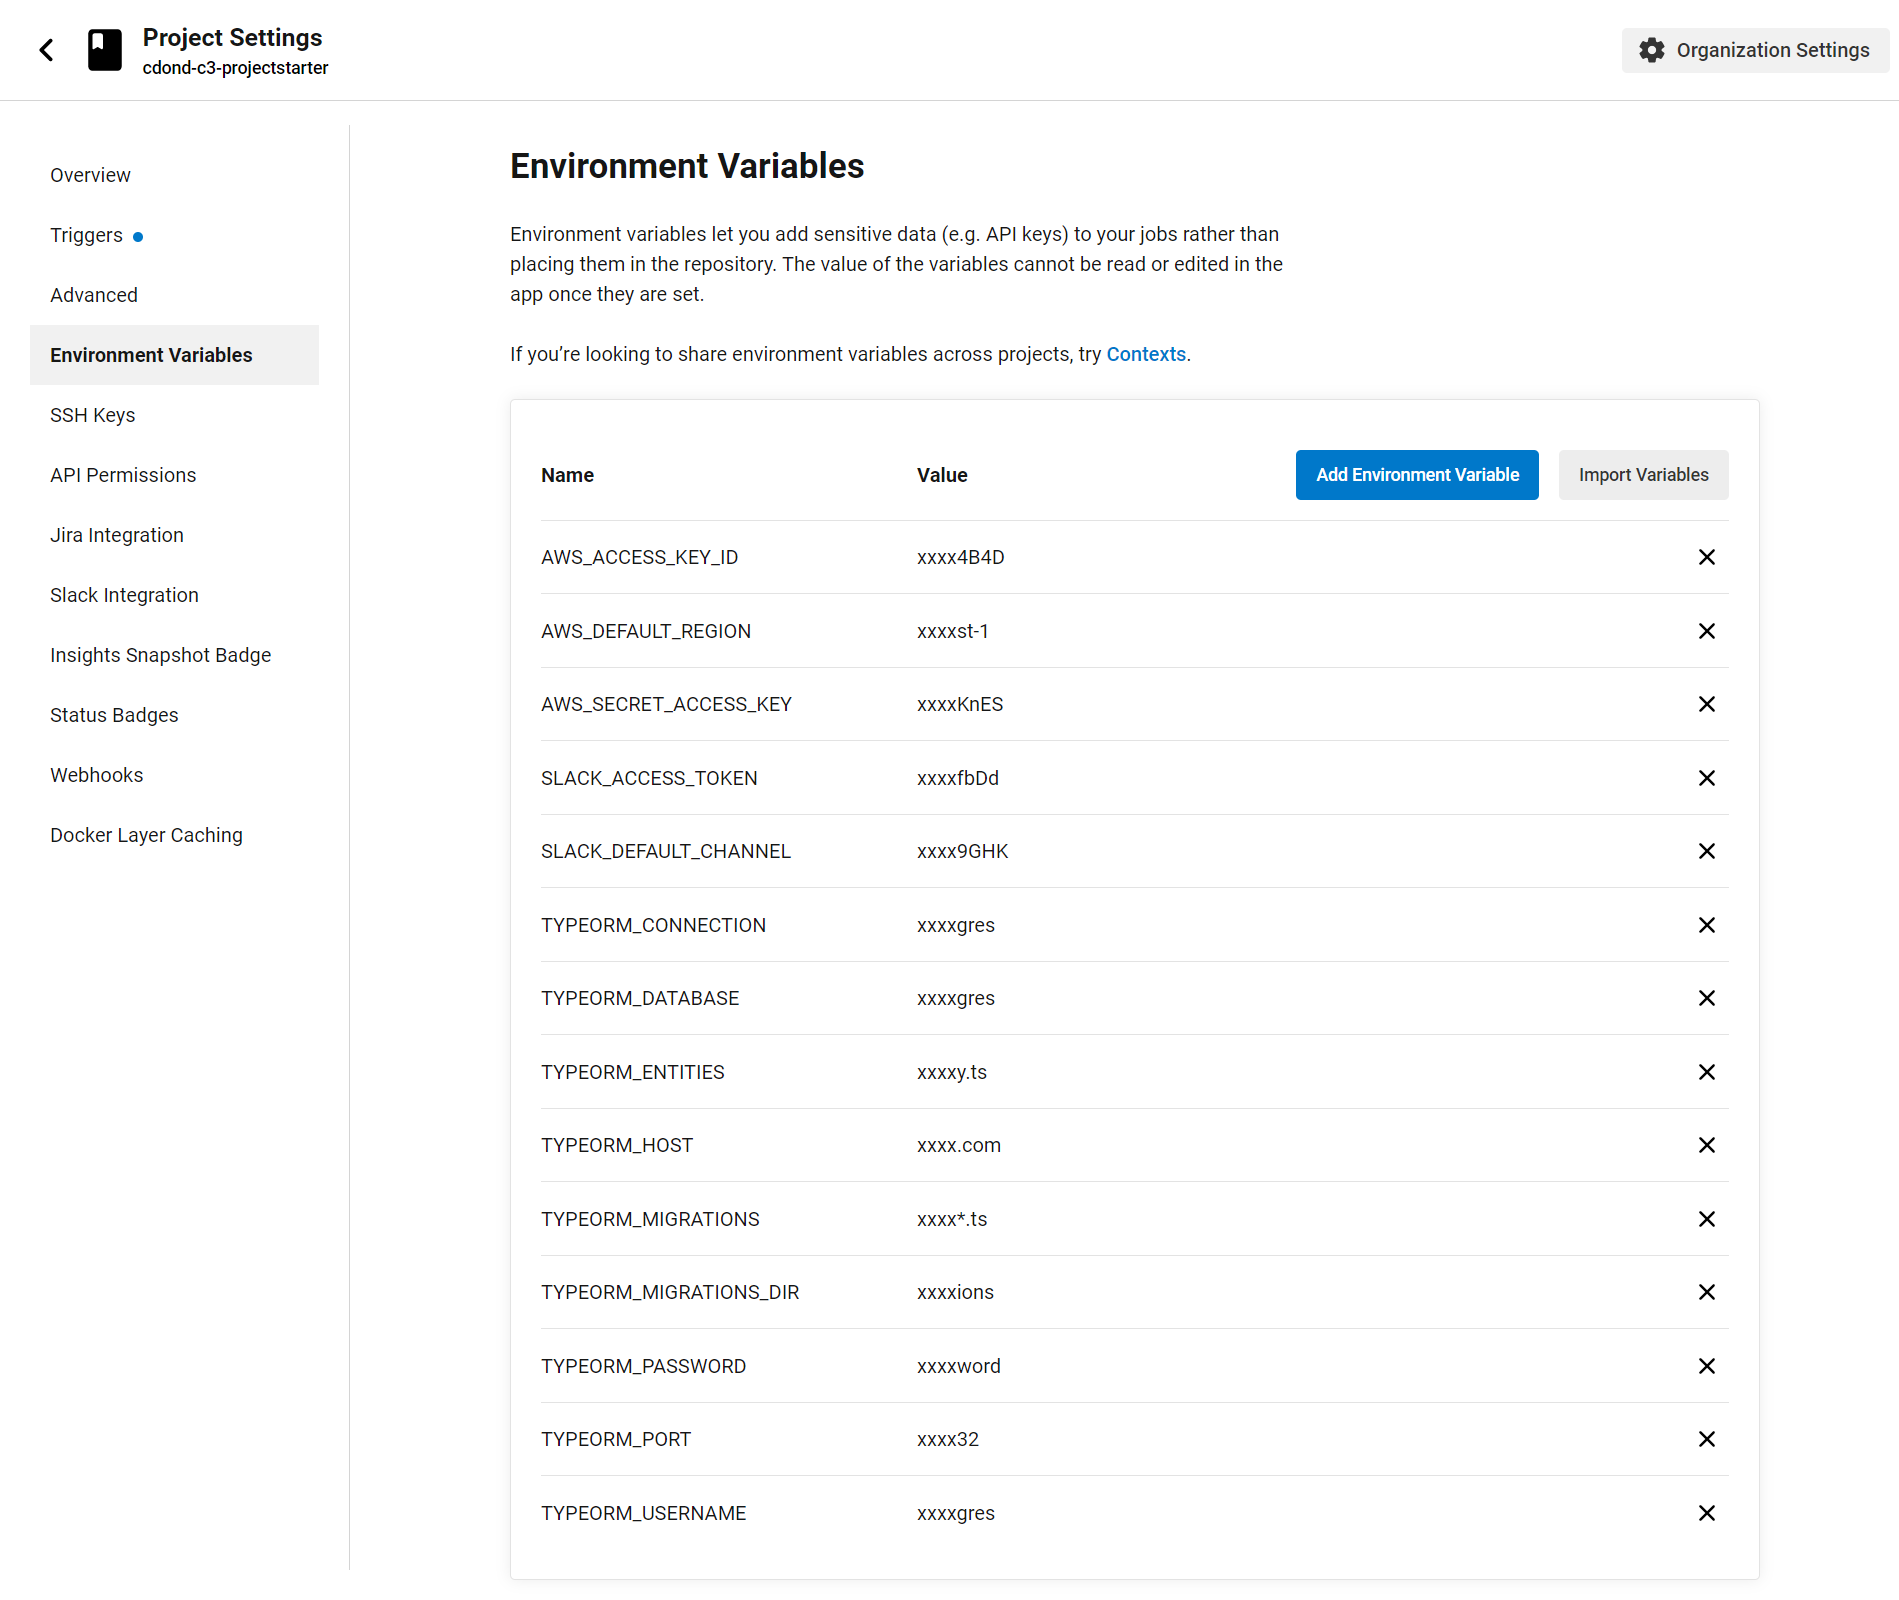 Project Settings
cdond-c3-projectstarter
Organization Settings
Overview
Triggers
Advanced
Environment Variables
SSH Keys
API Permissions
Jira Integration
Slack Integration
Insights Snapshot Badge
Status Badges
Webhooks
Docker Layer Caching
Environment Variables
Environment variables let you add sensitive data (e.g. API keys) to your jobs rather than
placing them in the repository. The value of the variables cannot be read or edited in the
app once they are set.
If you’re looking to share environment variables across projects, try Contexts.
Name Value Add Environment Variable Import Variables
AWS_ACCESS_KEY_ID xxxx4B4D
AWS_DEFAULT_REGION xxxxst-1
AWS_SECRET_ACCESS_KEY xxxxKnES
SLACK_ACCESS_TOKEN xxxxfbDd
SLACK_DEFAULT_CHANNEL xxxx9GHK
TYPEORM_CONNECTION xxxxgres
TYPEORM_DATABASE xxxxgres
TYPEORM_ENTITIES xxxxy.ts
TYPEORM_HOST xxxx.com
TYPEORM_MIGRATIONS xxxx*.ts
TYPEORM_MIGRATIONS_DIR xxxxions
TYPEORM_PASSWORD xxxxword
TYPEORM_PORT xxxx32
TYPEORM_USERNAME xxxxgres